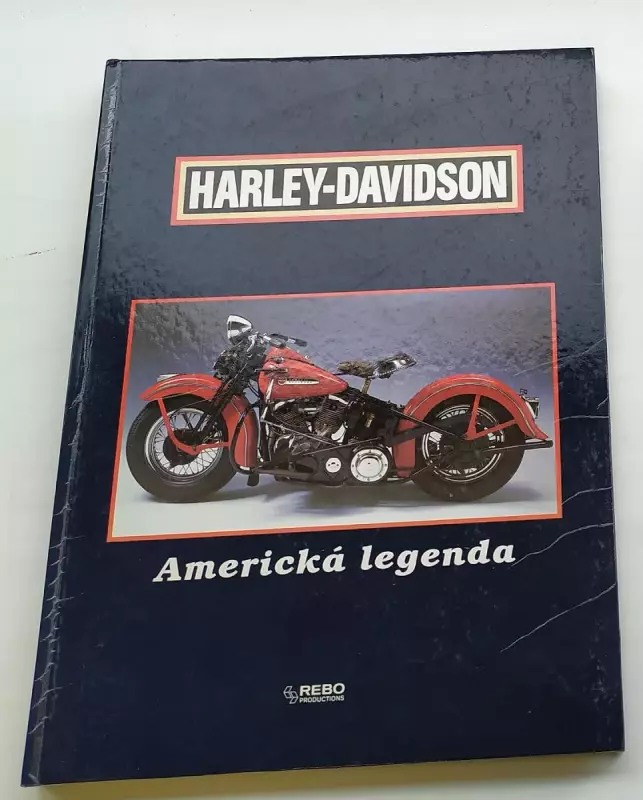 HARLEY-DAVIDSON
Americká legenda
REBO
PRODUCTIONS